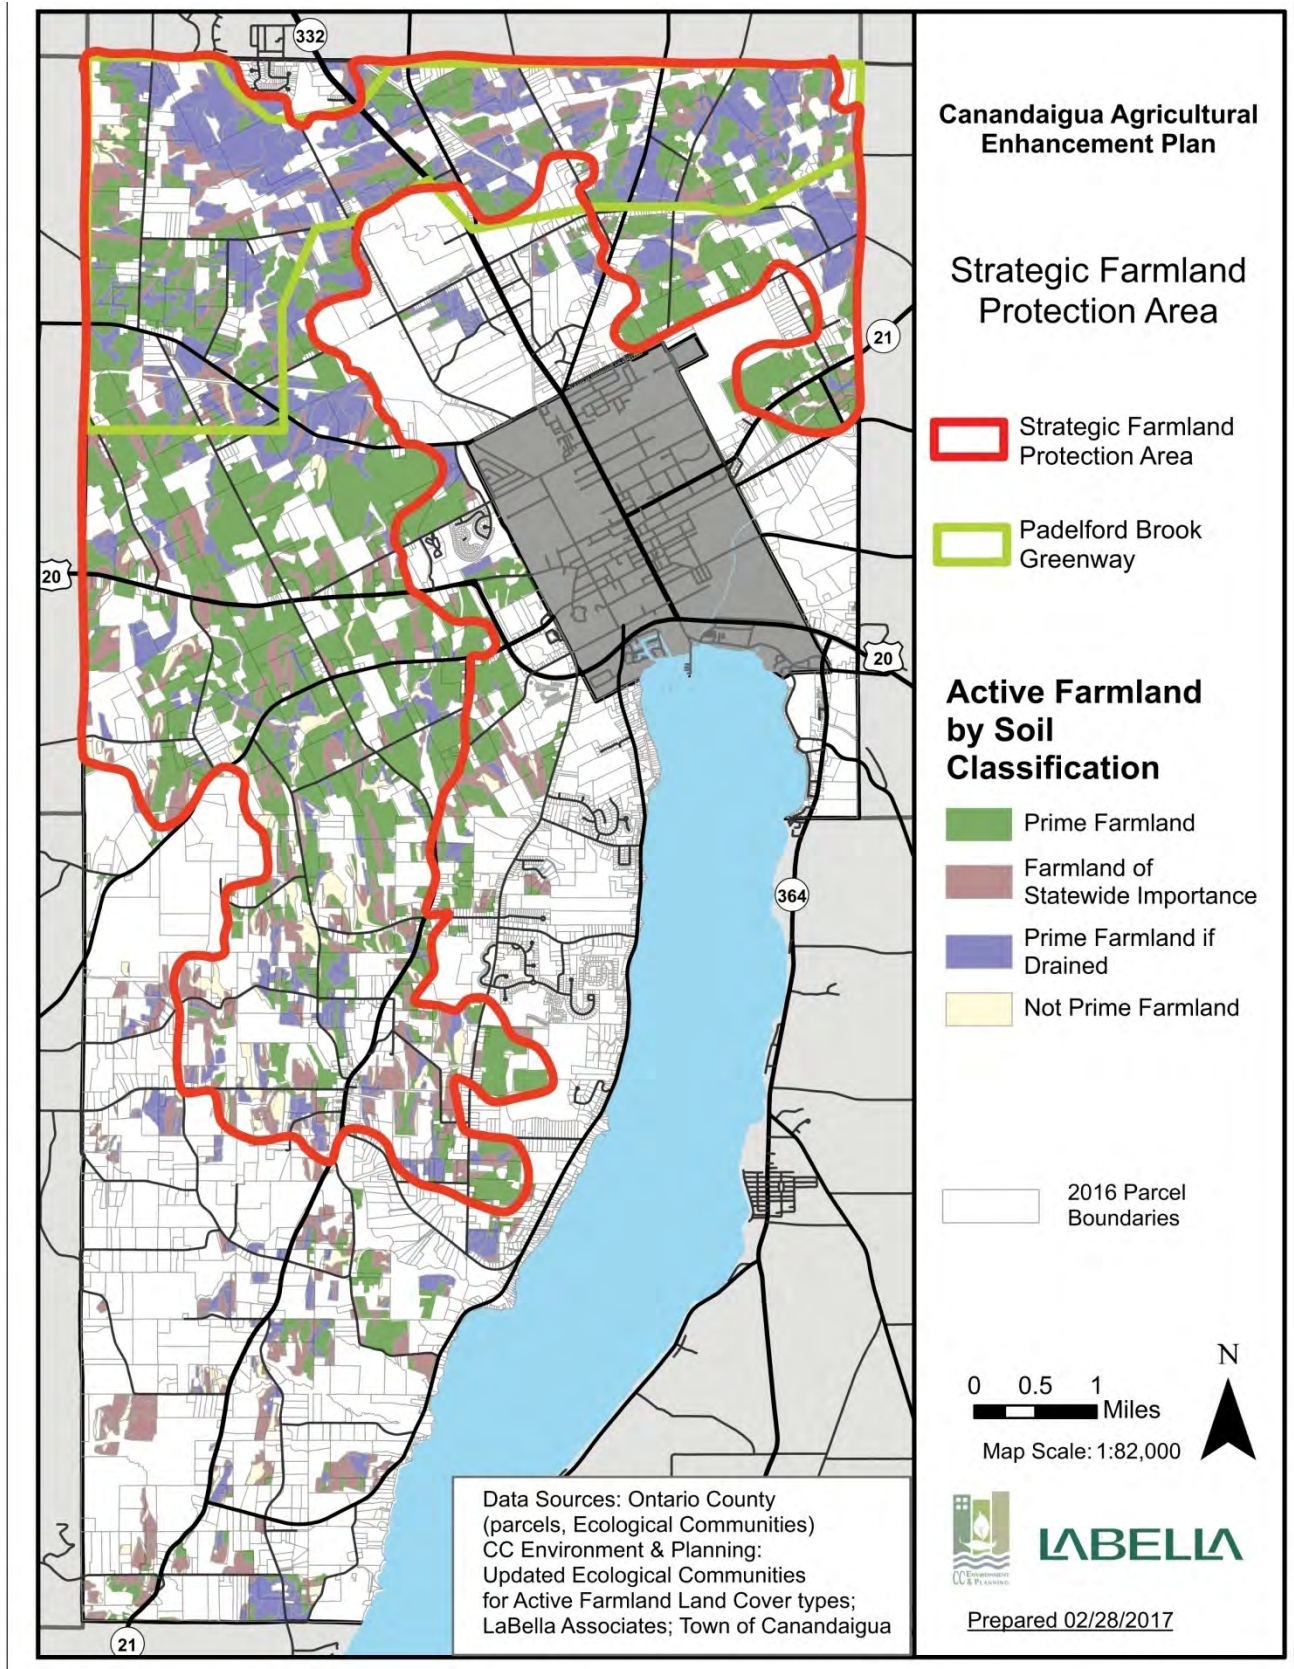 332
Canandaigua Agricultural
Enhancement Plan
Strategic Farmland
Protection Area
21
Strategic Farmland
Protection Area
Padelford Brook
Greenway
20
20
Active Farmland
by Soil
Classification
Prime Farmland
Farmland of
Statewide Importance
364
Prime Farmland if
Drained
Not Prime Farmland
2016 Parcel
Boundaries
N
0 0.5 1
Miles
Map Scale: 1:82,000
Data Sources: Ontario County
(parcels, Ecological Communities)
CC Environment & Planning:
Updated Ecological Communities
for Active Farmland Land Cover types;
LaBella Associates; Town of Canandaigua
CC ENVIRONMENT
& PLANNING
LABELLA
Prepared 02/28/2017
21